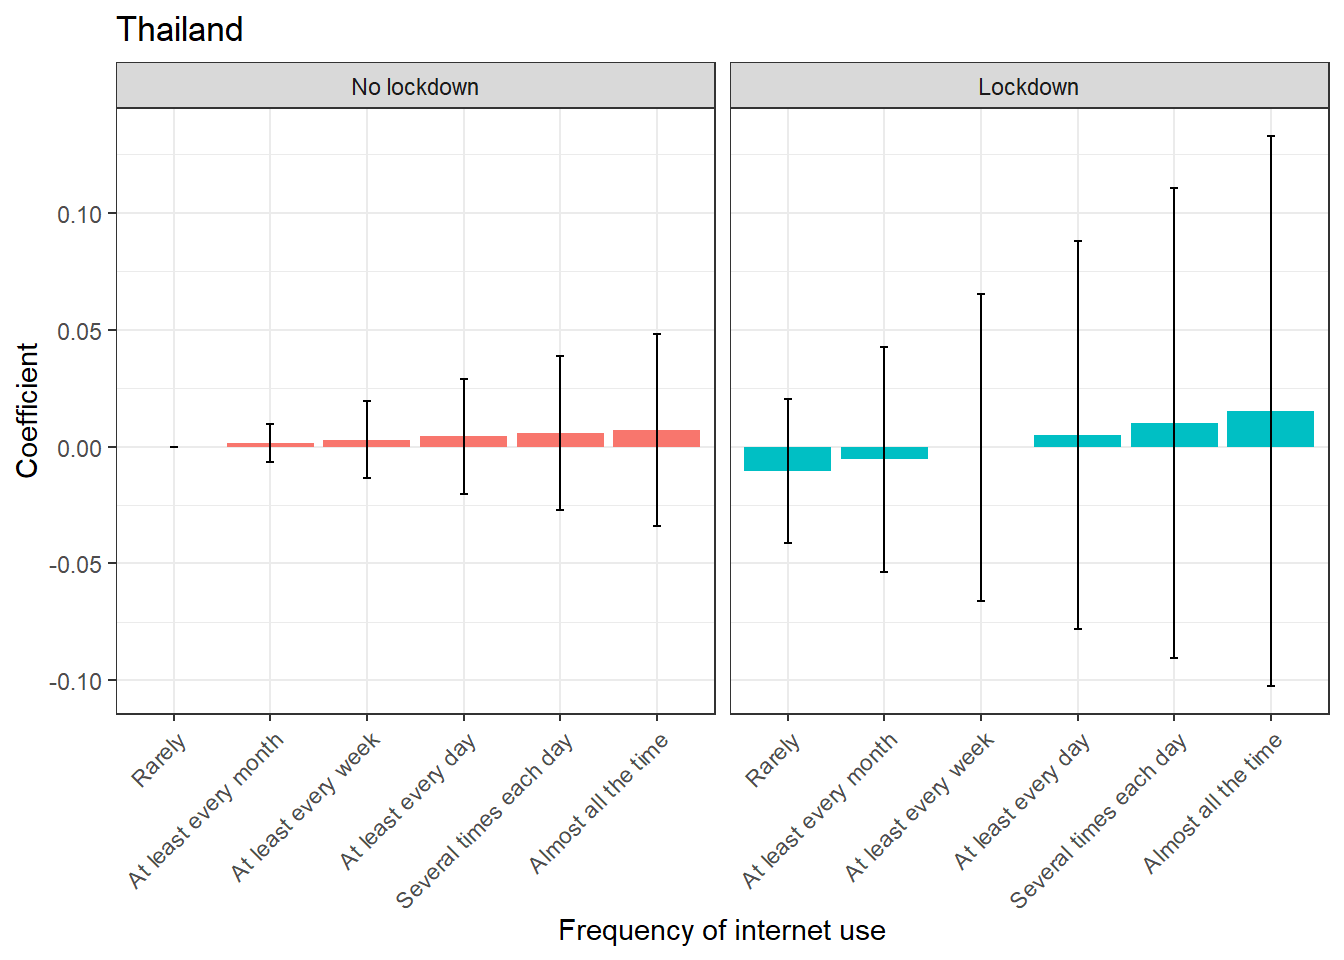 Thailand
No lockdown
Lockdown
Coefficient
0.10
0.05
0.00
-0.05
-0.10
Rarely
At least every month
At least every week
At least every day
Several times each day
Almost all the time
Rarely
At least every month
At least every week
At least every day
Several times each day
Almost all the time
Frequency of internet use